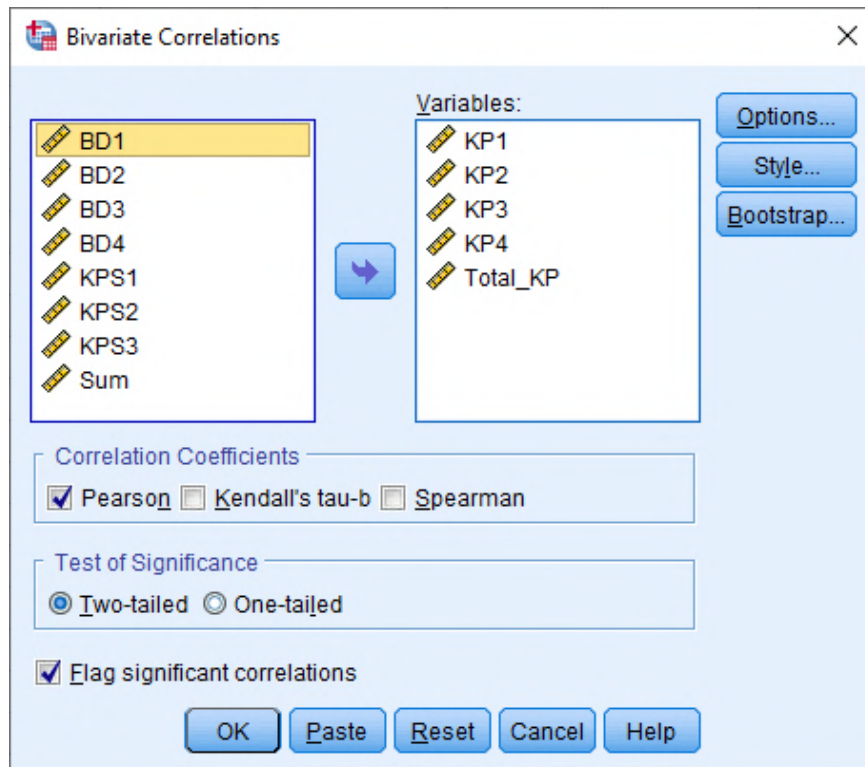 Bivariate Correlations
BD1
BD2
BD3
BD4
KPS1
KPS2
KPS3
Sum
Variables:
KP1
KP2
KP3
KP4
Total_KP
Options...
Style...
Bootstrap...
Correlation Coefficients
Pearson Kendall's tau-b Spearman
Test of Significance
Two-tailed One-tailed
Flag significant correlations
OK Paste Reset Cancel Help